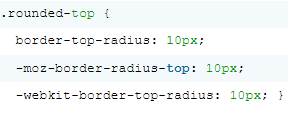 .rounded-top {
border-top-radius: 10px;
-moz-border-radius-top: 10px;
-webkit-border-top-radius: 10px; }